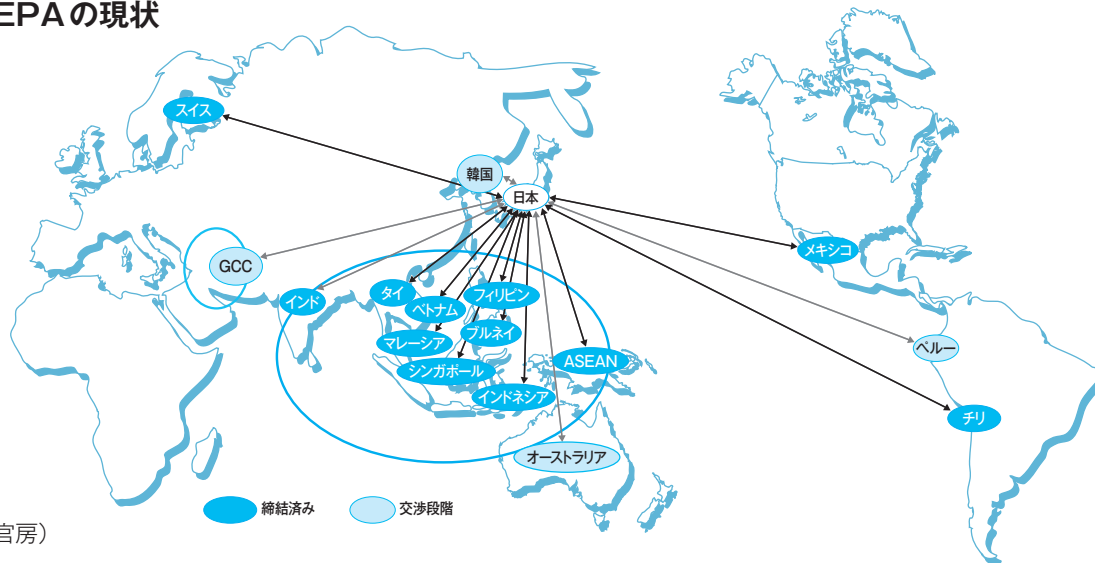 EPAの現状
スイス
韓国
日本
GCC
メキシコ
インド
タイ
フィリピン
ベトナム
ブルネイ
マレーシア
ASEAN
ペルー
シンガポール
インドネシア
チリ
オーストラリア
締結済み
交渉段階
官房）